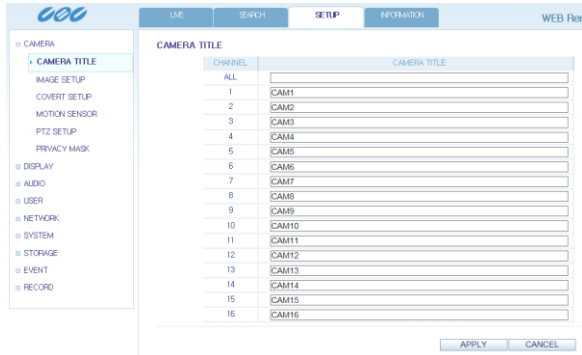 LIVE SEARCH SETUP INFORMATION WEB Rer
CAMERA
CAMERA TITLE
IMAGE SETUP
COVERT SETUP
MOTION SENSOR
PTZ SETUP
PRIVACY MASK
DISPLAY
AUDIO
USER
NETWORK
SYSTEM
STORAGE
EVENT
RECORD
CAMERA TITLE
CHANNEL CAMERA TITLE
ALL
1 CAM1
2 CAM2
3 CAM3
4 CAM4
5 CAM5
6 CAM6
7 CAM7
8 CAM8
9 CAM9
10 CAM10
11 CAM11
12 CAM12
13 CAM13
14 CAM14
15 CAM15
16 CAM16
APPLY CANCEL